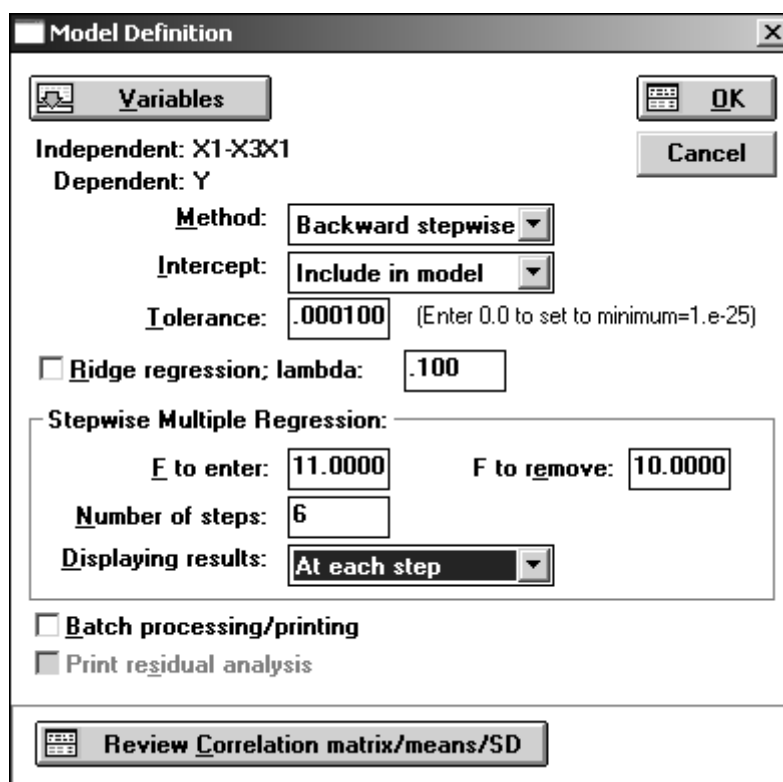 Model Definition
Variables
OK
Independent: X1-X3X1
Cancel
Dependent: Y
Method: Backward stepwise
Intercept: Include in model
Tolerance: .000100 (Enter 0.0 to set to minimum=1.e-25)
Ridge regression; lambda: .100
Stepwise Multiple Regression:
F to enter: 11.0000 F to remove: 10.0000
Number of steps: 6
Displaying results: At each step
Batch processing/printing
Print residual analysis
Review Correlation matrix/means/SD